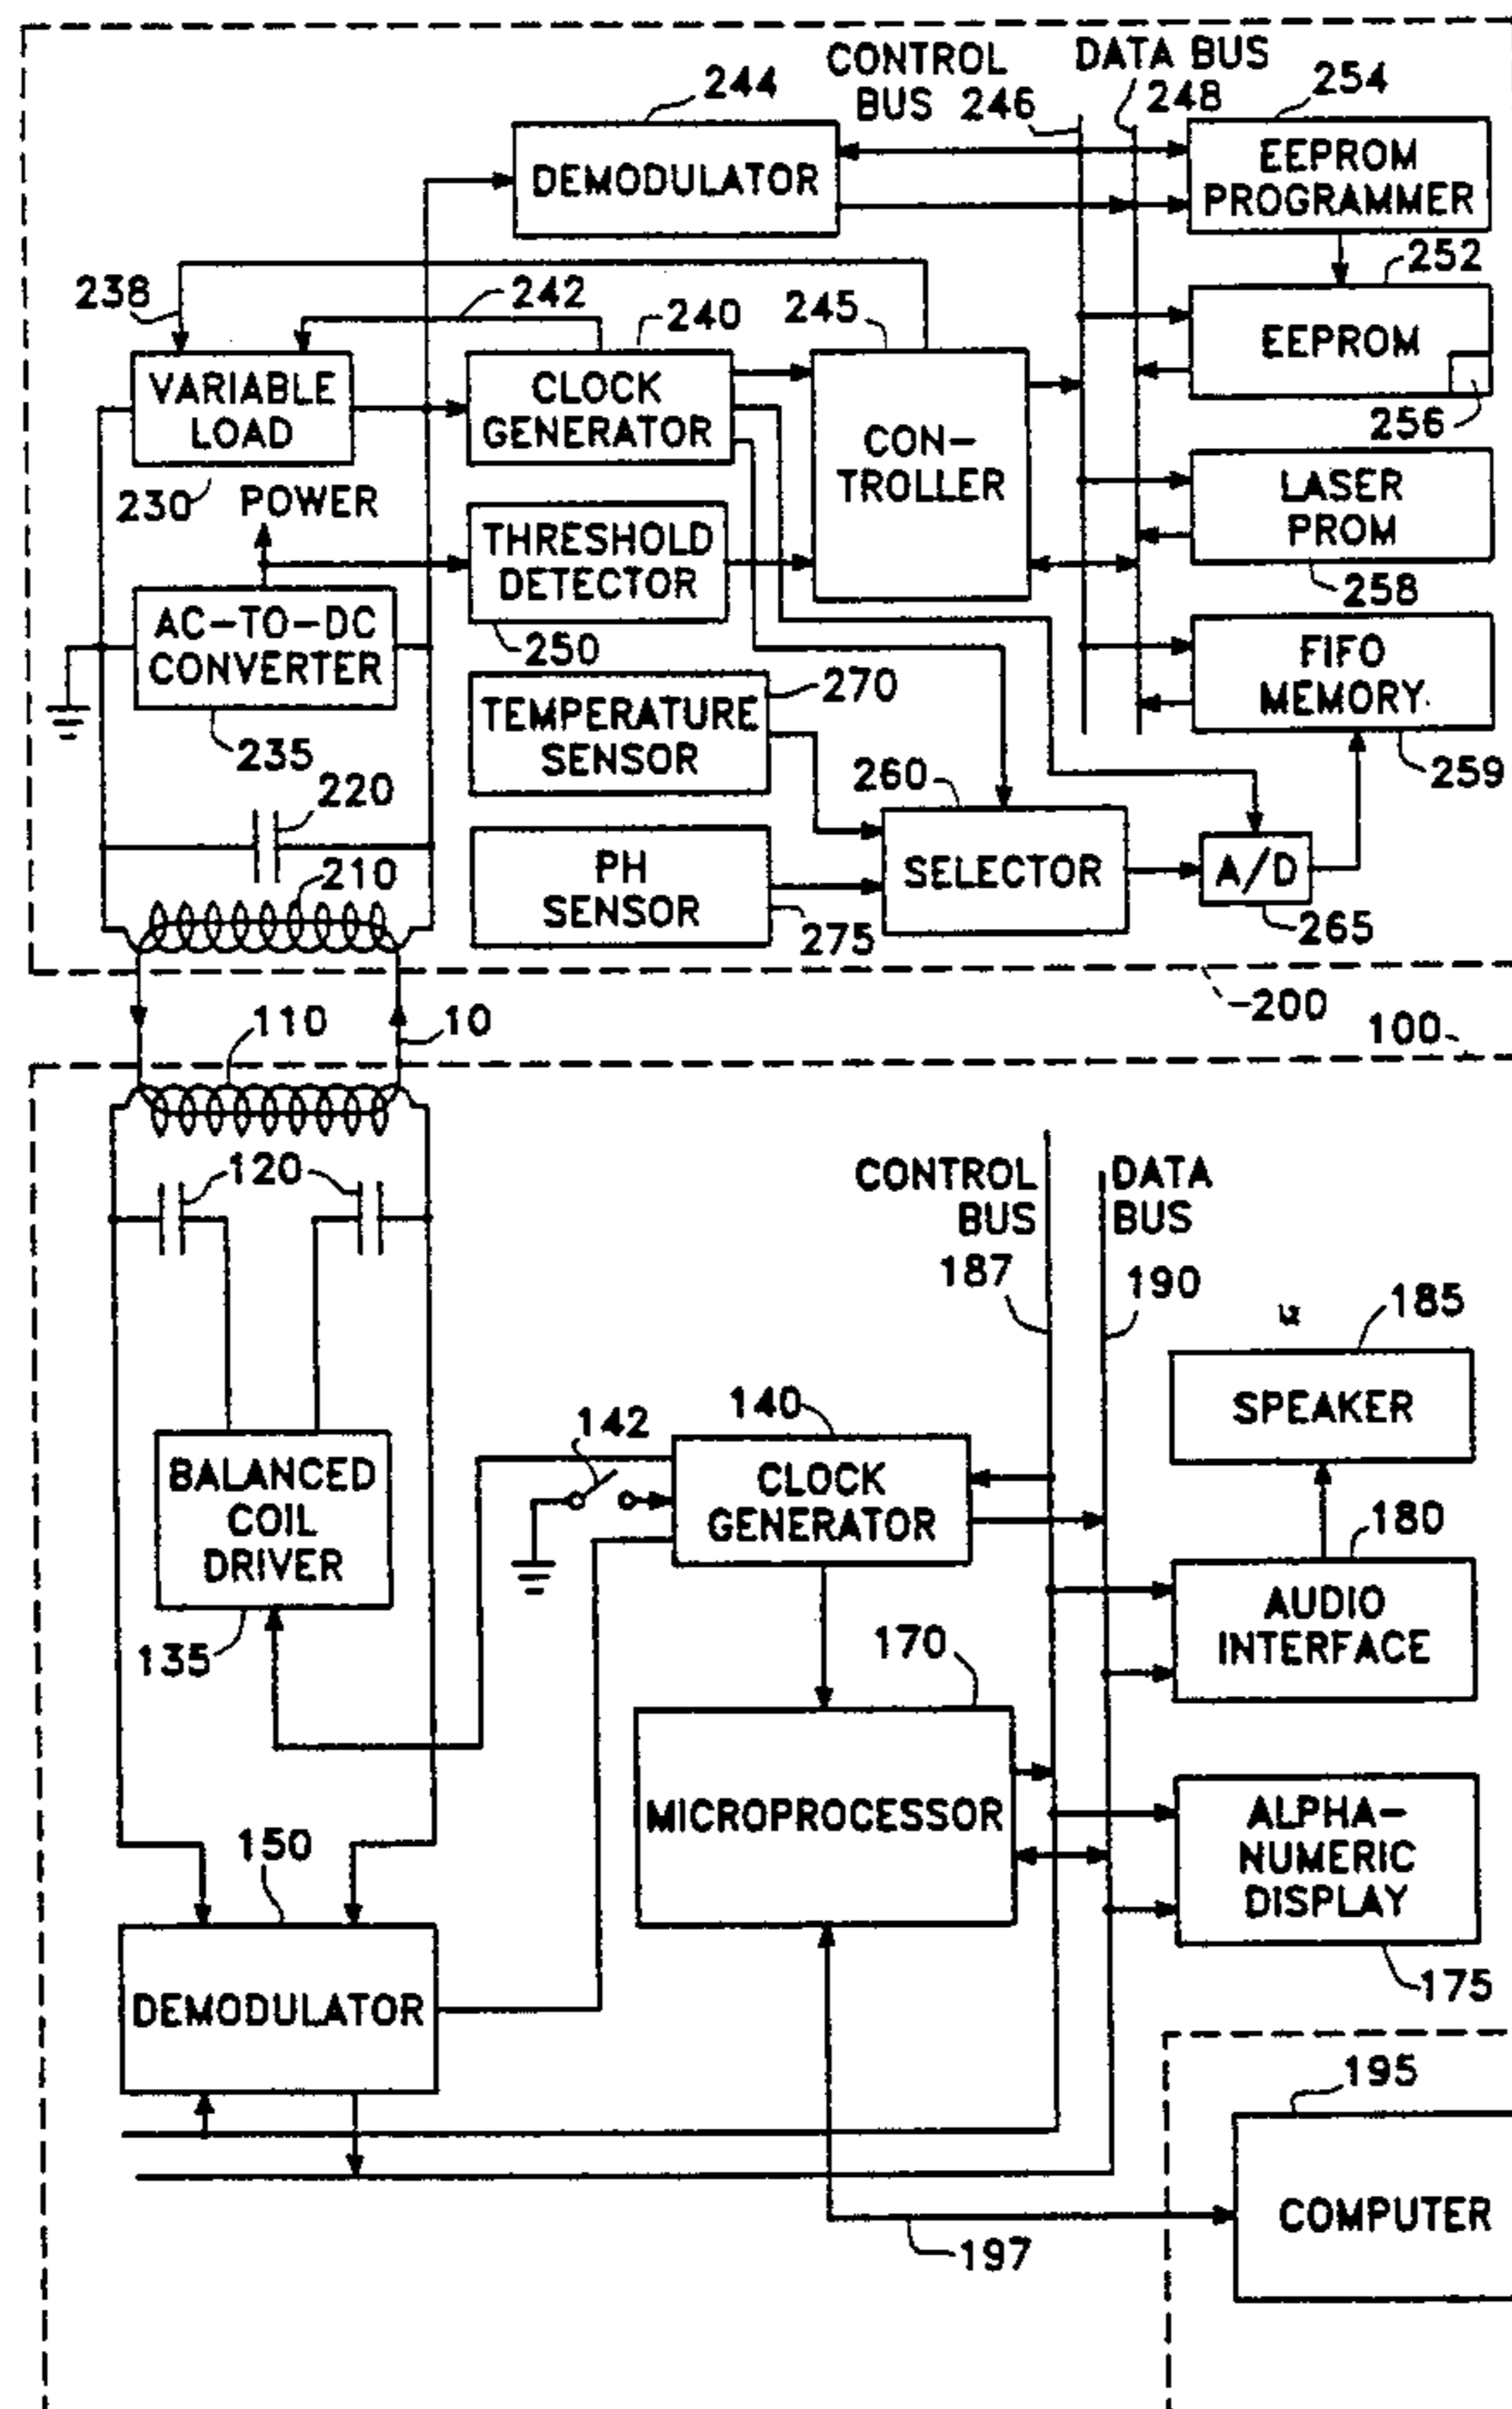 CONTROL
BUS 246
DATA BUS
248
254
244
DEMODULATOR
EEPROM
PROGRAMMER
252
238
242
240
245
EEPROM
256
VARIABLE
LOAD
CLOCK
GENERATOR
CON-
TROLLER
230
POWER
LASER
PROM
258
THRESHOLD
DETECTOR
250
AC-TO-DC
CONVERTER
235
FIFO
MEMORY
259
270
TEMPERATURE
SENSOR
260
220
210
PH
SENSOR
275
SELECTOR
A/D
265
200
100
110
10
120
CONTROL
BUS
187
DATA
BUS
190
185
SPEAKER
142
140
CLOCK
GENERATOR
BALANCED
COIL
DRIVER
135
180
AUDIO
INTERFACE
170
MICROPROCESSOR
ALPHA-
NUMERIC
DISPLAY
175
150
DEMODULATOR
195
COMPUTER
197